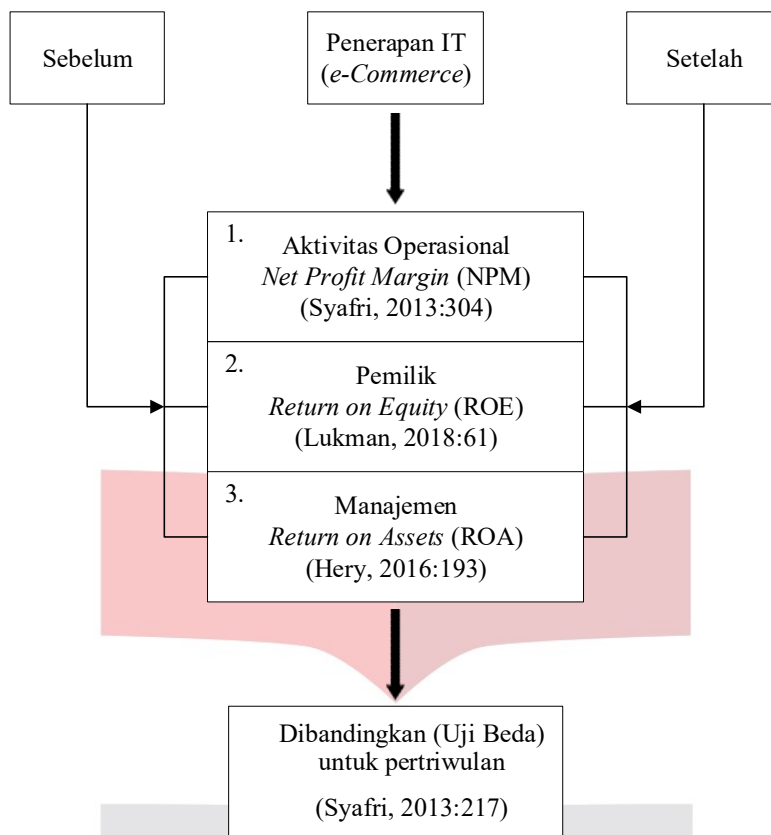 Sebelum
Penerapan IT
(e-Commerce)
Setelah
1.
Aktivitas Operasional
Net Profit Margin (NPM)
(Syafri, 2013:304)
2.
Pemilik
Return on Equity (ROE)
(Lukman, 2018:61)
3.
Manajemen
Return on Assets (ROA)
(Hery, 2016:193)
Dibandingkan (Uji Beda)
untuk pertriwulan
(Syafri, 2013:217)